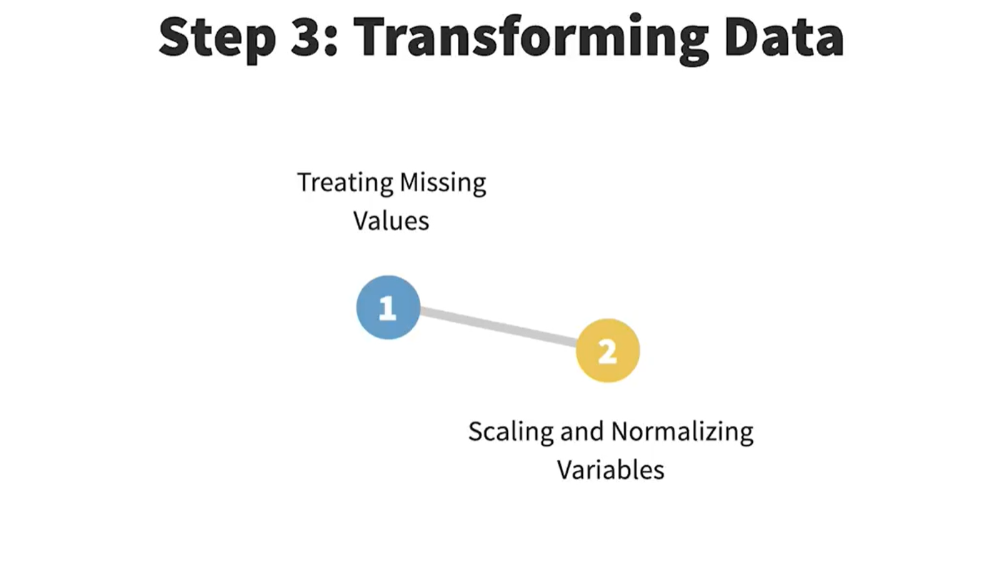 Step 3: Transforming Data
Treating Missing
Values
1
2
Scaling and Normalizing
Variables